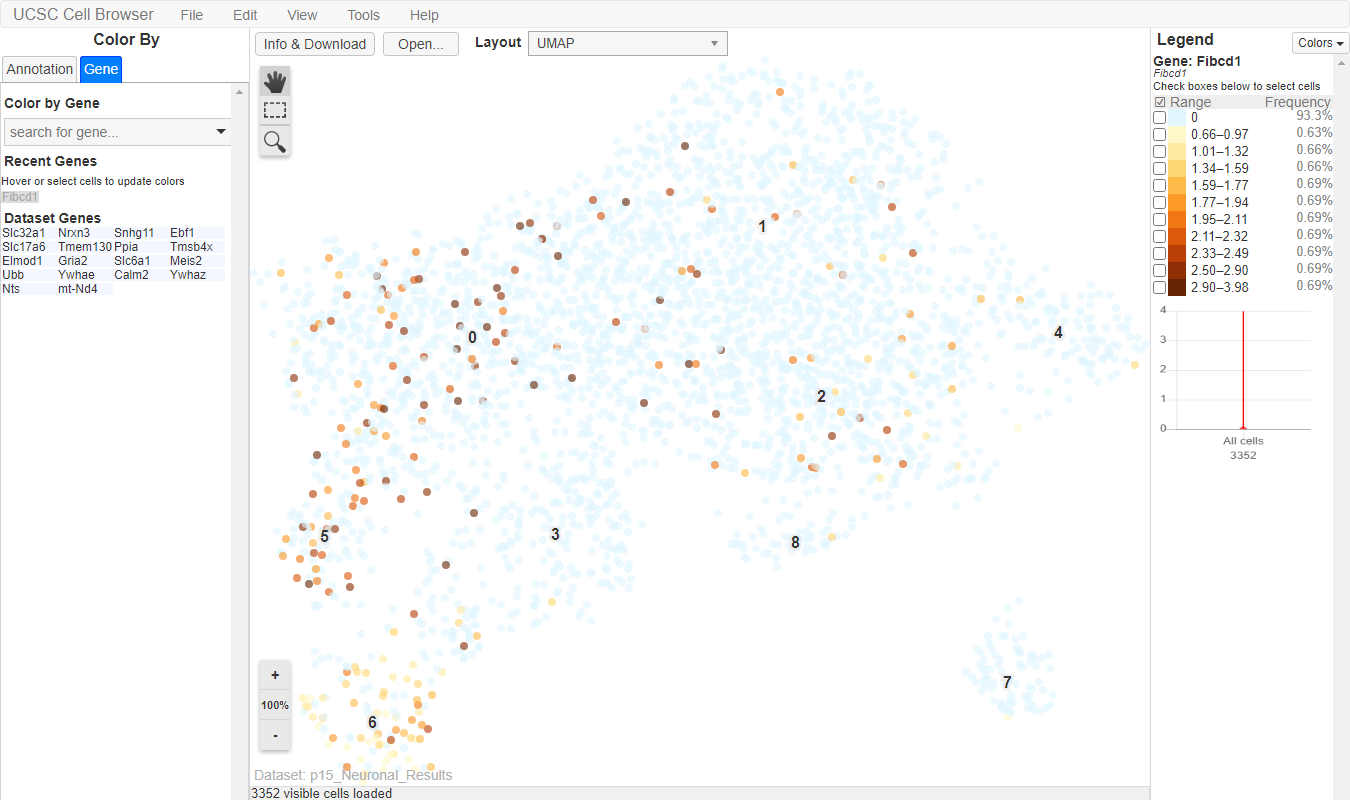 UCSC Cell Browser File Edit View Tools Help
Color By
Annotation Gene
Color by Gene
search for gene...
Recent Genes
Hover or select cells to update colors
Fibcd1
Dataset Genes
Slc32a1 Nrxn3 Snhg11 Ebf1
Slc17a6 Tmem130 Ppia Tmsb4x
Elmod1 Gria2 Slc6a1 Meis2
Ubb Ywhae Calm2 Ywhaz
Nts mt-Nd4
Info & Download Open... Layout UMAP
1
0
4
2
5
3
8
7
6
+
100%
-
Dataset: p15_Neuronal_Results
3352 visible cells loaded
Legend Colors
Gene: Fibcd1
Fibcd1
Check boxes below to select cells
Range Frequency
0 93.3%
0.66–0.97 0.63%
1.01–1.32 0.66%
1.34–1.59 0.66%
1.59–1.77 0.69%
1.77–1.94 0.69%
1.95–2.11 0.69%
2.11–2.32 0.69%
2.33–2.49 0.69%
2.50–2.90 0.69%
2.90–3.98 0.69%
4
3
2
1
0
All cells
3352